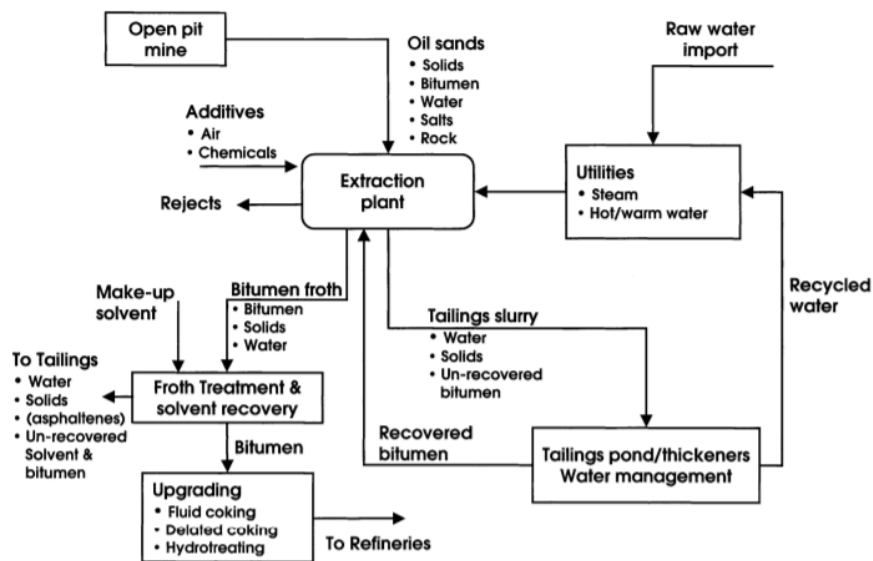 Open pit
mine
Oil sands
• Solids
• Bitumen
• Water
• Salts
• Rock
Raw water
import
Additives
• Air
• Chemicals
Extraction
plant
Utilities
• Steam
• Hot/warm water
Rejects
Make-up
solvent
Bitumen froth
• Bitumen
• Solids
• Water
Tailings slurry
• Water
• Solids
• Un-recovered
bitumen
Recycled
water
To Tailings
• Water
• Solids
• (asphaltenes)
• Un-recovered
Solvent &
bitumen
Froth Treatment &
solvent recovery
Bitumen
Recovered
bitumen
Tailings pond/thickeners
Water management
Upgrading
• Fluid coking
• Delated coking
• Hydrotreating
To Refineries